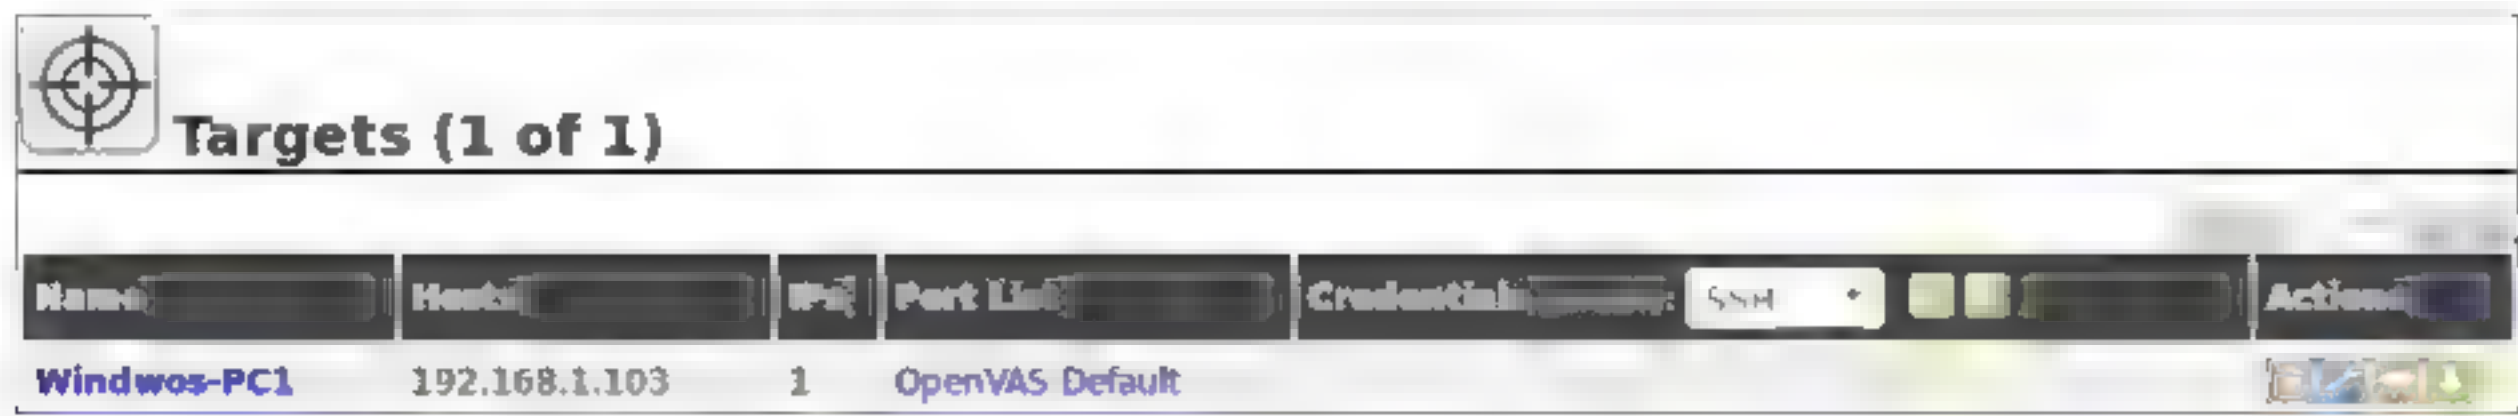 Targets (1 of 1)
Name Hosts IPs Port List Credential SSH Actions
Windwos-PC1 192.168.1.103 1 OpenVAS Default